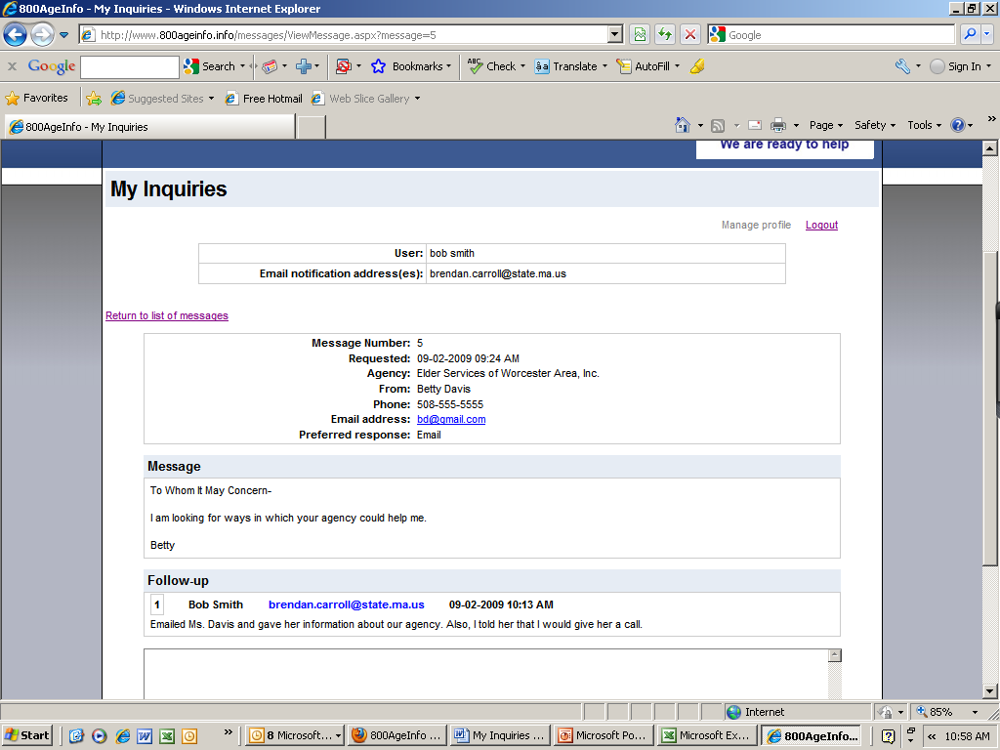 800AgeInfo - My Inquiries - Windows Internet Explorer
http://www.800ageinfo.info/messages/ViewMessage.aspx?message=5
Google
Google Search Bookmarks Check Translate AutoFill Sign In
Favorites Suggested Sites Free Hotmail Web Slice Gallery
800AgeInfo - My Inquiries Page Safety Tools
We are ready to help
My Inquiries
Manage profile Logout
User: bob smith
Email notification address(es): brendan.carroll@state.ma.us
Return to list of messages
Message Number: 5
Requested: 09-02-2009 09:24 AM
Agency: Elder Services of Worcester Area, Inc.
From: Betty Davis
Phone: 508-555-5555
Email address: bd@gmail.com
Preferred response: Email
Message
To Whom It May Concern-
I am looking for ways in which your agency could help me.
Betty
Follow-up
1 Bob Smith brendan.carroll@state.ma.us 09-02-2009 10:13 AM
Emailed Ms. Davis and gave her information about our agency. Also, I told her that I would give her a call.
Internet 85%
Start 8 Microsoft... 800AgeInfo ... My Inquiries ... Microsoft Po... Microsoft Ex... 800AgeInfo... 10:58 AM